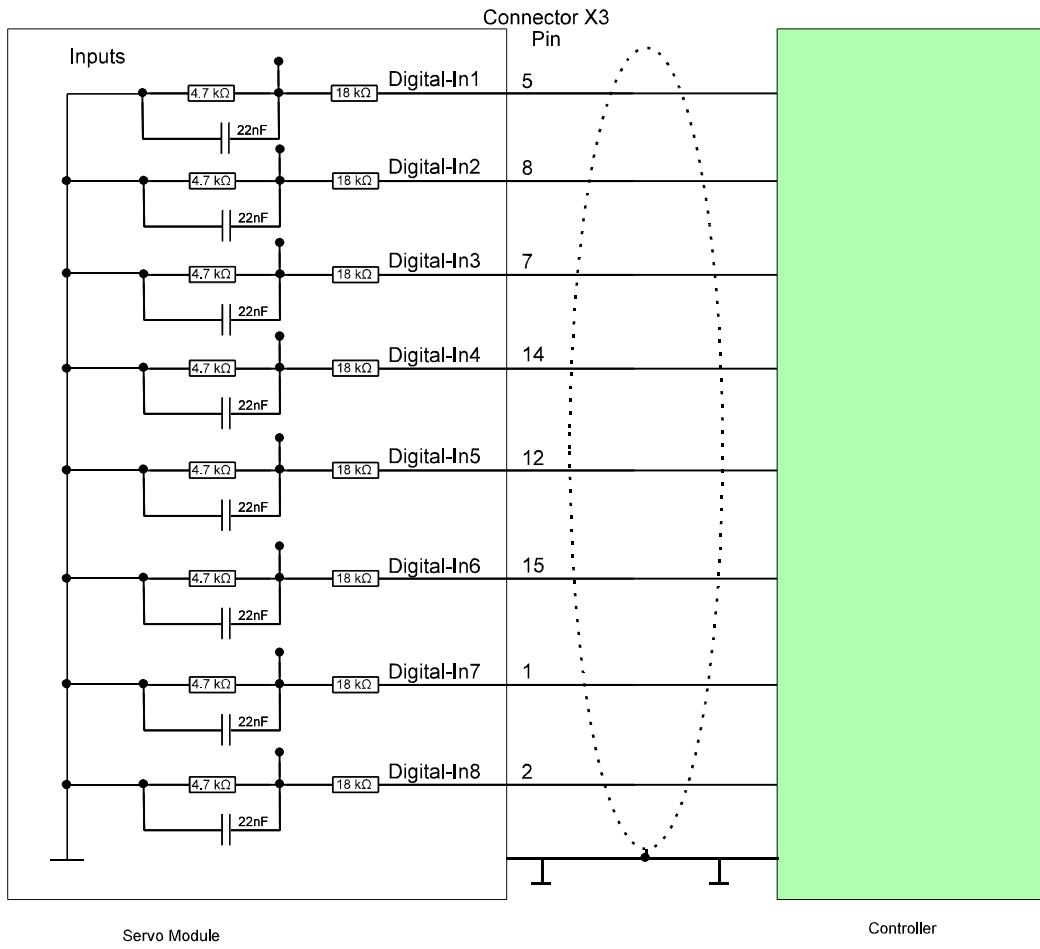 Connector X3
Pin
Inputs
4.7 kΩ
18 kΩ
Digital-In1
5
22nF
4.7 kΩ
18 kΩ
Digital-In2
8
22nF
4.7 kΩ
18 kΩ
Digital-In3
7
22nF
4.7 kΩ
18 kΩ
Digital-In4
14
22nF
4.7 kΩ
18 kΩ
Digital-In5
12
22nF
4.7 kΩ
18 kΩ
Digital-In6
15
22nF
4.7 kΩ
18 kΩ
Digital-In7
1
22nF
4.7 kΩ
18 kΩ
Digital-In8
2
22nF
Servo Module
Controller